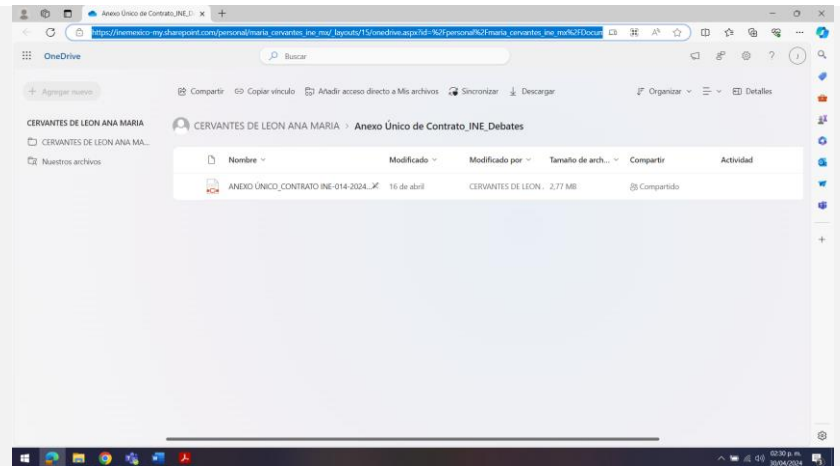 Anexo Único de Contrato_INE_D
https://inemexico-my.sharepoint.com/personal/maria_cervantes_ine_mx/_layouts/15/onedrive.aspx?id=%2Fpersonal%2Fmaria_cervantes_ine_mx%2FDocum
OneDrive
Buscar
Agregar nuevo
Compartir Copiar vínculo Añadir acceso directo a Mis archivos Sincronizar Descargar Organizar Detalles
CERVANTES DE LEON ANA MARIA
CERVANTES DE LEON ANA MA...
Nuestros archivos
CERVANTES DE LEON ANA MARIA > Anexo Único de Contrato_INE_Debates
Nombre Modificado Modificado por Tamaño de arch... Compartir Actividad
ANEXO ÚNICO_CONTRATO INE-014-2024... 16 de abril CERVANTES DE LEON . 2,77 MB Compartido
02:30 p. m.
30/04/2024